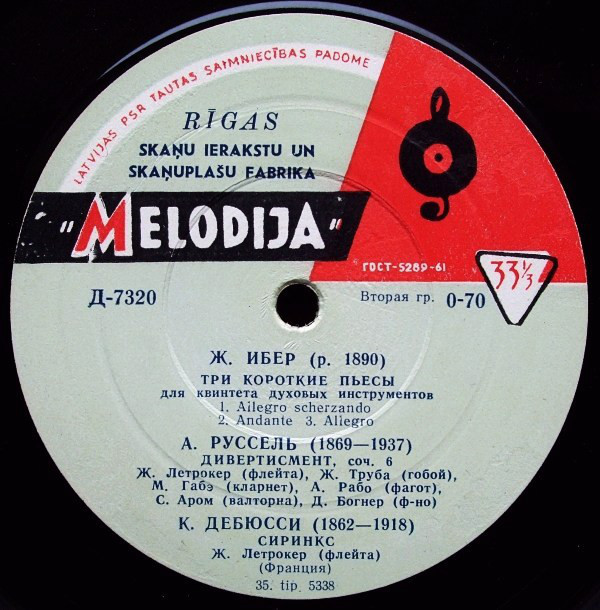 LATVIJAS PSR TAUTAS SAIMNIECĪBAS PADOME
RĪGAS
SKAŅU IERAKSTU UN
SKAŅUPLAŠU FABRIKA
"MELODIJA"
ГОСТ-5289-61
33⅓
Д-7320
Вторая гр. 0-70
Ж. ИБЕР (р. 1890)
ТРИ КОРОТКИЕ ПЬЕСЫ
для квинтета духовых инструментов
1. Allegro scherzando
2. Andante 3. Allegro
А. РУССЕЛЬ (1869—1937)
ДИВЕРТИСМЕНТ, соч. 6
Ж. Летрокер (флейта), Ж. Труба (гобой),
М. Габэ (кларнет), А. Рабо (фагот),
С. Аром (валторна), Д. Богнер (ф-но)
К. ДЕБЮССИ (1862—1918)
СИРИНКС
Ж. Летрокер (флейта)
(Франция)
35. tip 5338